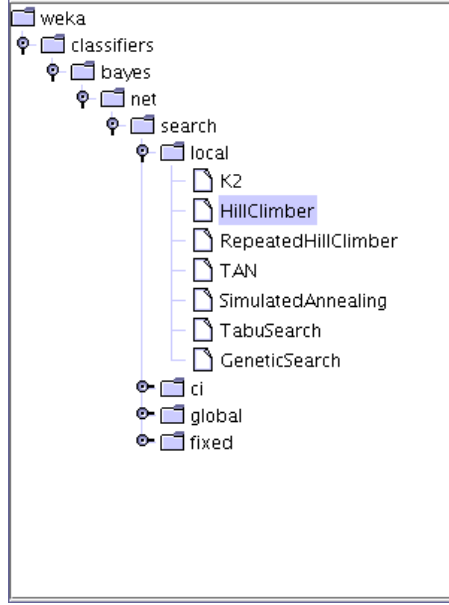 weka
classifiers
bayes
net
search
local
K2
HillClimber
RepeatedHillClimber
TAN
SimulatedAnnealing
TabuSearch
GeneticSearch
ci
global
fixed